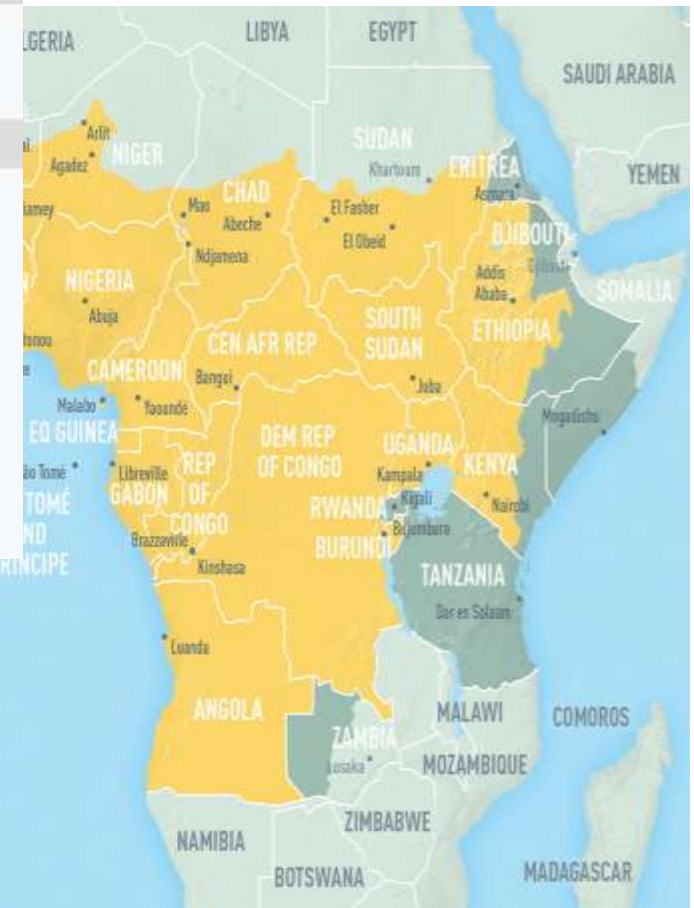 LGERIA
LIBYA
EGYPT
SAUDI ARABIA
Arlit
NIGER
SUDAN
Khartoum
ERITREA
Asmara
YEMEN
Agadez
CHAD
Mao
Abeche
El Fasher
El Obeid
DJIBOUTI
Ndjamena
NIGERIA
Addis
Ababa
SOMALIA
Abuja
SOUTH
SUDAN
ETHIOPIA
CEN AFR REP
CAMEROON
Bangui
Juba
Malabo
Yaoundé
Mogadishu
EQ GUINEA
DEM REP
OF CONGO
UGANDA
Kampala
KENYA
Libreville
REP
OF
CONGO
GABON
ão Tomé
TOMÉ
ND
RINCIPE
RWANDA
Kigali
Nairobi
Brazzaville
BURUNDI
Bujumbura
Kinshasa
TANZANIA
Dar es Salaam
Luanda
ANGOLA
MALAWI
COMOROS
ZAMBIA
Lusaka
MOZAMBIQUE
ZIMBABWE
NAMIBIA
BOTSWANA
MADAGASCAR